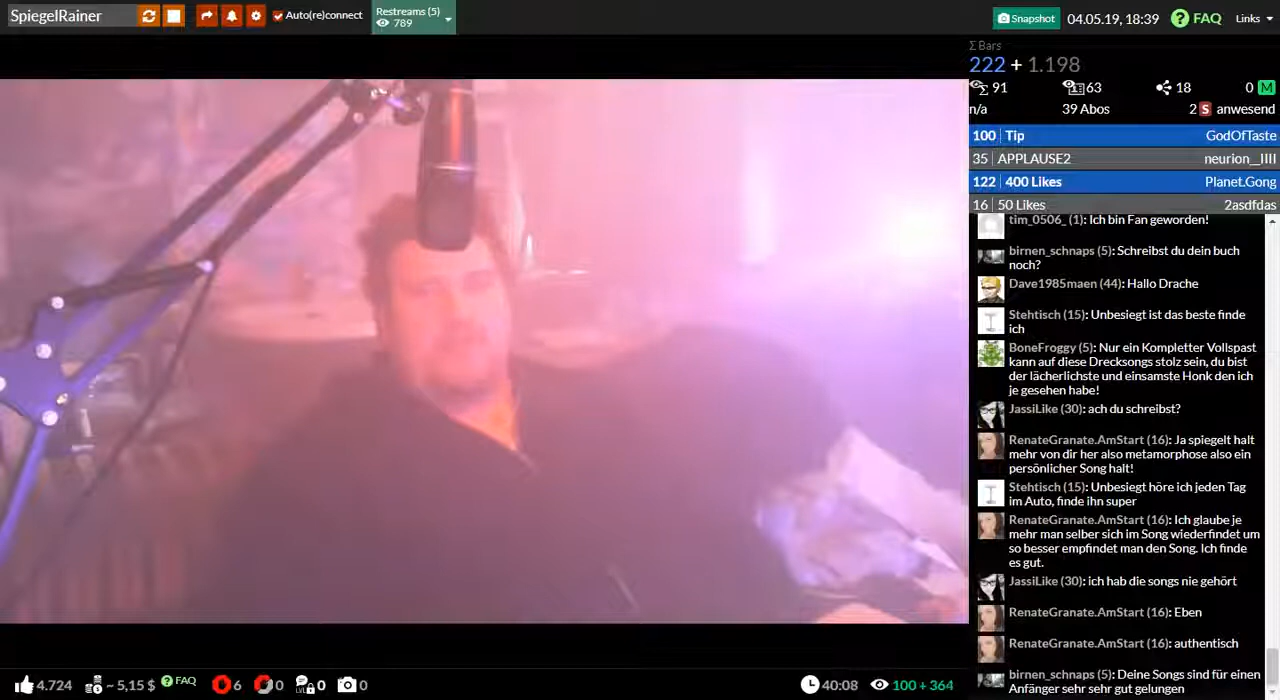 SpiegelRainer
Auto(re)connect
Restreams (5)
789
Snapshot
04.05.19, 18:39
FAQ
Links
Σ Bars
222 + 1.198
91 63 18 0 M
n/a 39 Abos 2 S anwesend
100 Tip GodOfTaste
35 APPLAUSE2 neurion__IIII
122 400 Likes Planet.Gong
16 50 Likes 2asdfdas
tim_0506_ (1): Ich bin Fan geworden!
birnen_schnaps (5): Schreibst du dein buch
noch?
Dave1985maen (44): Hallo Drache
Stehtisch (15): Unbesiegt ist das beste finde
ich
BoneFroggy (5): Nur ein Kompletter Vollspast
kann auf diese Drecksongs stolz sein, du bist
der lächerlichste und einsamste Honk den ich
je gesehen habe!
JassiLike (30): ach du schreibst?
RenateGranate.AmStart (16): Ja spiegelt halt
mehr von dir her also metamorphose also ein
persönlicher Song halt!
Stehtisch (15): Unbesiegt höre ich jeden Tag
im Auto, finde ihn super
RenateGranate.AmStart (16): Ich glaube je
mehr man selber sich im Song wiederfindet um
so besser empfindet man den Song. Ich finde
es gut.
JassiLike (30): ich hab die songs nie gehört
RenateGranate.AmStart (16): Eben
RenateGranate.AmStart (16): authentisch
birnen_schnaps (5): Deine Songs sind für einen
Anfänger sehr sehr gut gelungen
4.724 ~ 5,15 $ FAQ 6 0 LVL 0 0 40:08 100 + 364